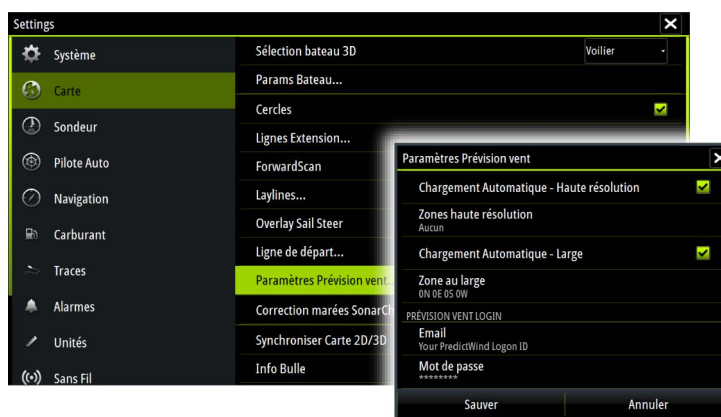 Settings
Système
Carte
Sondeur
Pilote Auto
Navigation
Carburant
Traces
Alarmes
Unités
Sans Fil
Sélection bateau 3D
Voilier
Params Bateau...
Cercles
Lignes Extension...
ForwardScan
Laylines...
Overlay Sail Steer
Ligne de départ...
Paramètres Prévision vent
Correction marées SonarCh
Synchroniser Carte 2D/3D
Info Bulle
Paramètres Prévision vent
Chargement Automatique - Haute résolution
Zones haute résolution
Aucun
Chargement Automatique - Large
Zone au large
0N 0E 0S 0W
PRÉVISION VENT LOGIN
Email
Your PredictWind Logon ID
Mot de passe
********
Sauver
Annuler